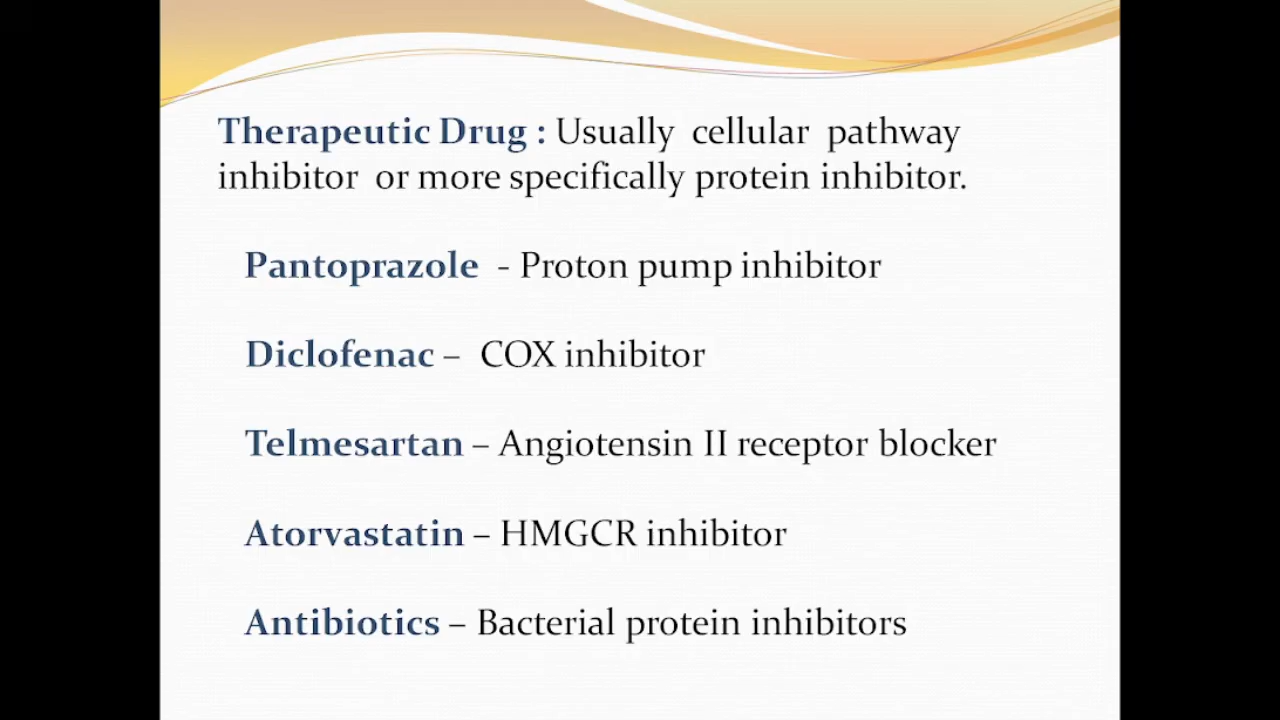 Therapeutic Drug : Usually cellular pathway
inhibitor or more specifically protein inhibitor.
Pantoprazole - Proton pump inhibitor
Diclofenac – COX inhibitor
Telmesartan – Angiotensin II receptor blocker
Atorvastatin – HMGCR inhibitor
Antibiotics – Bacterial protein inhibitors